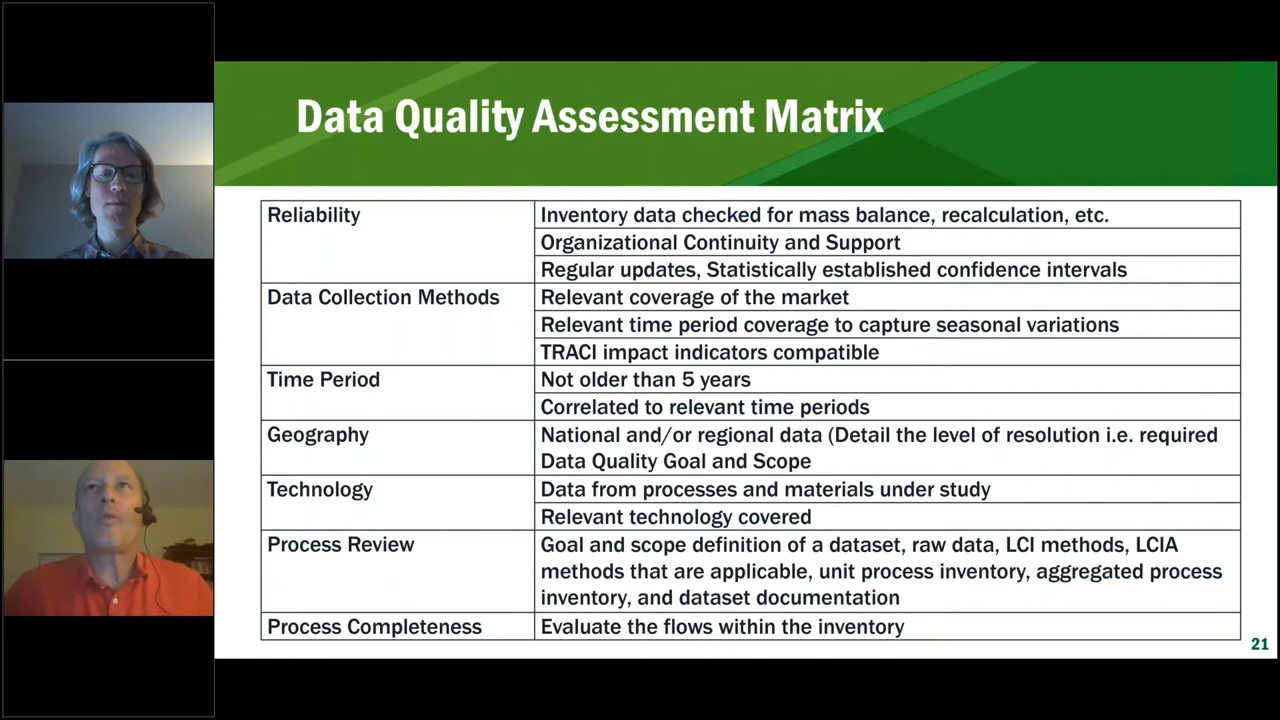 Data Quality Assessment Matrix
Reliability
Inventory data checked for mass balance, recalculation, etc.
Organizational Continuity and Support
Regular updates, Statistically established confidence intervals
Data Collection Methods
Relevant coverage of the market
Relevant time period coverage to capture seasonal variations
TRACI impact indicators compatible
Time Period
Not older than 5 years
Correlated to relevant time periods
Geography
National and/or regional data (Detail the level of resolution i.e. required
Data Quality Goal and Scope
Technology
Data from processes and materials under study
Relevant technology covered
Process Review
Goal and scope definition of a dataset, raw data, LCI methods, LCIA
methods that are applicable, unit process inventory, aggregated process
inventory, and dataset documentation
Process Completeness
Evaluate the flows within the inventory
21